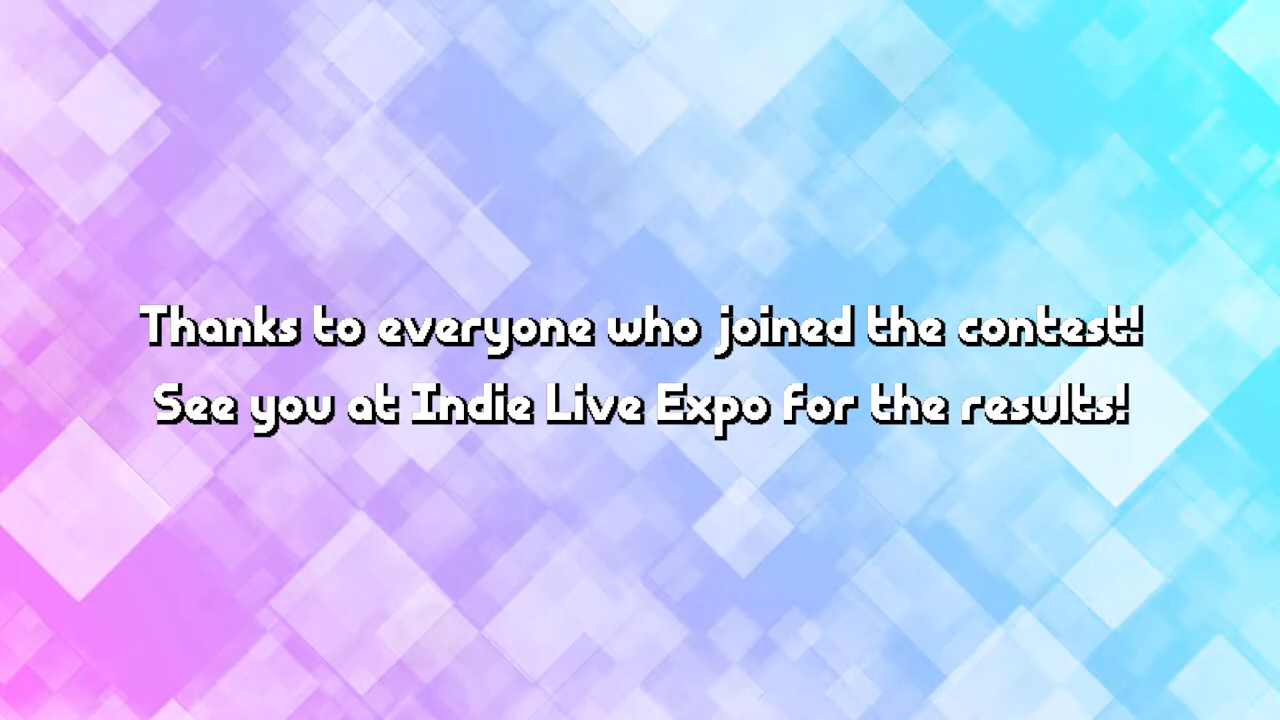 Thanks to everyone who joined the contest!
See you at Indie Live Expo for the results!